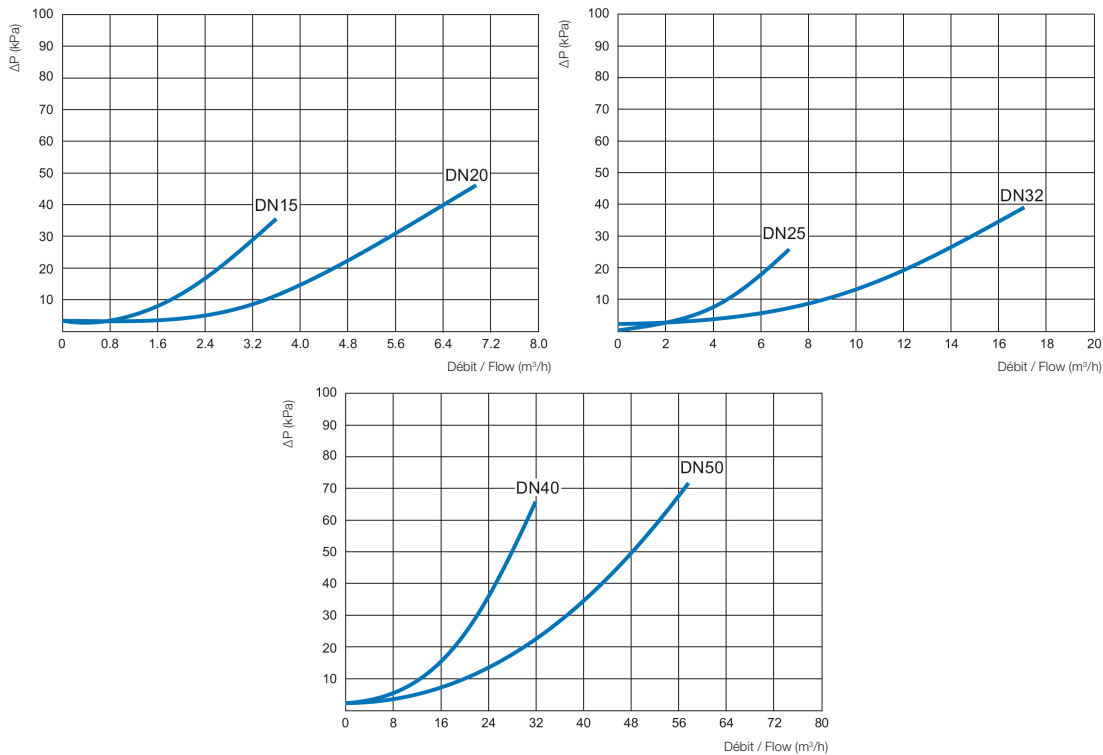 ΔP (kPa)
100
90
80
70
60
50
40
30
20
10
DN15
DN20
0 0.8 1.6 2.4 3.2 4.0 4.8 5.6 6.4 7.2 8.0
Débit / Flow (m³/h)
ΔP (kPa)
100
90
80
70
60
50
40
30
20
10
DN25
DN32
0 2 4 6 8 10 12 14 16 18 20
Débit / Flow (m³/h)
ΔP (kPa)
100
90
80
70
60
50
40
30
20
10
DN40
DN50
0 8 16 24 32 40 48 56 64 72 80
Débit / Flow (m³/h)